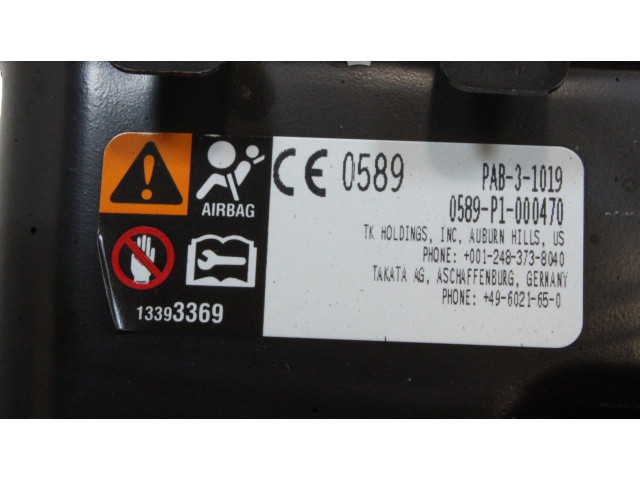 AIRBAG
13393369
CE 0589
PAB-3-1019
0589-P1-000470
TK HOLDINGS, INC, AUBURN HILLS, US
PHONE: +001-248-373-8040
TAKATA AG, ASCHAFFENBURG, GERMANY
PHONE: +49-6021-65-0